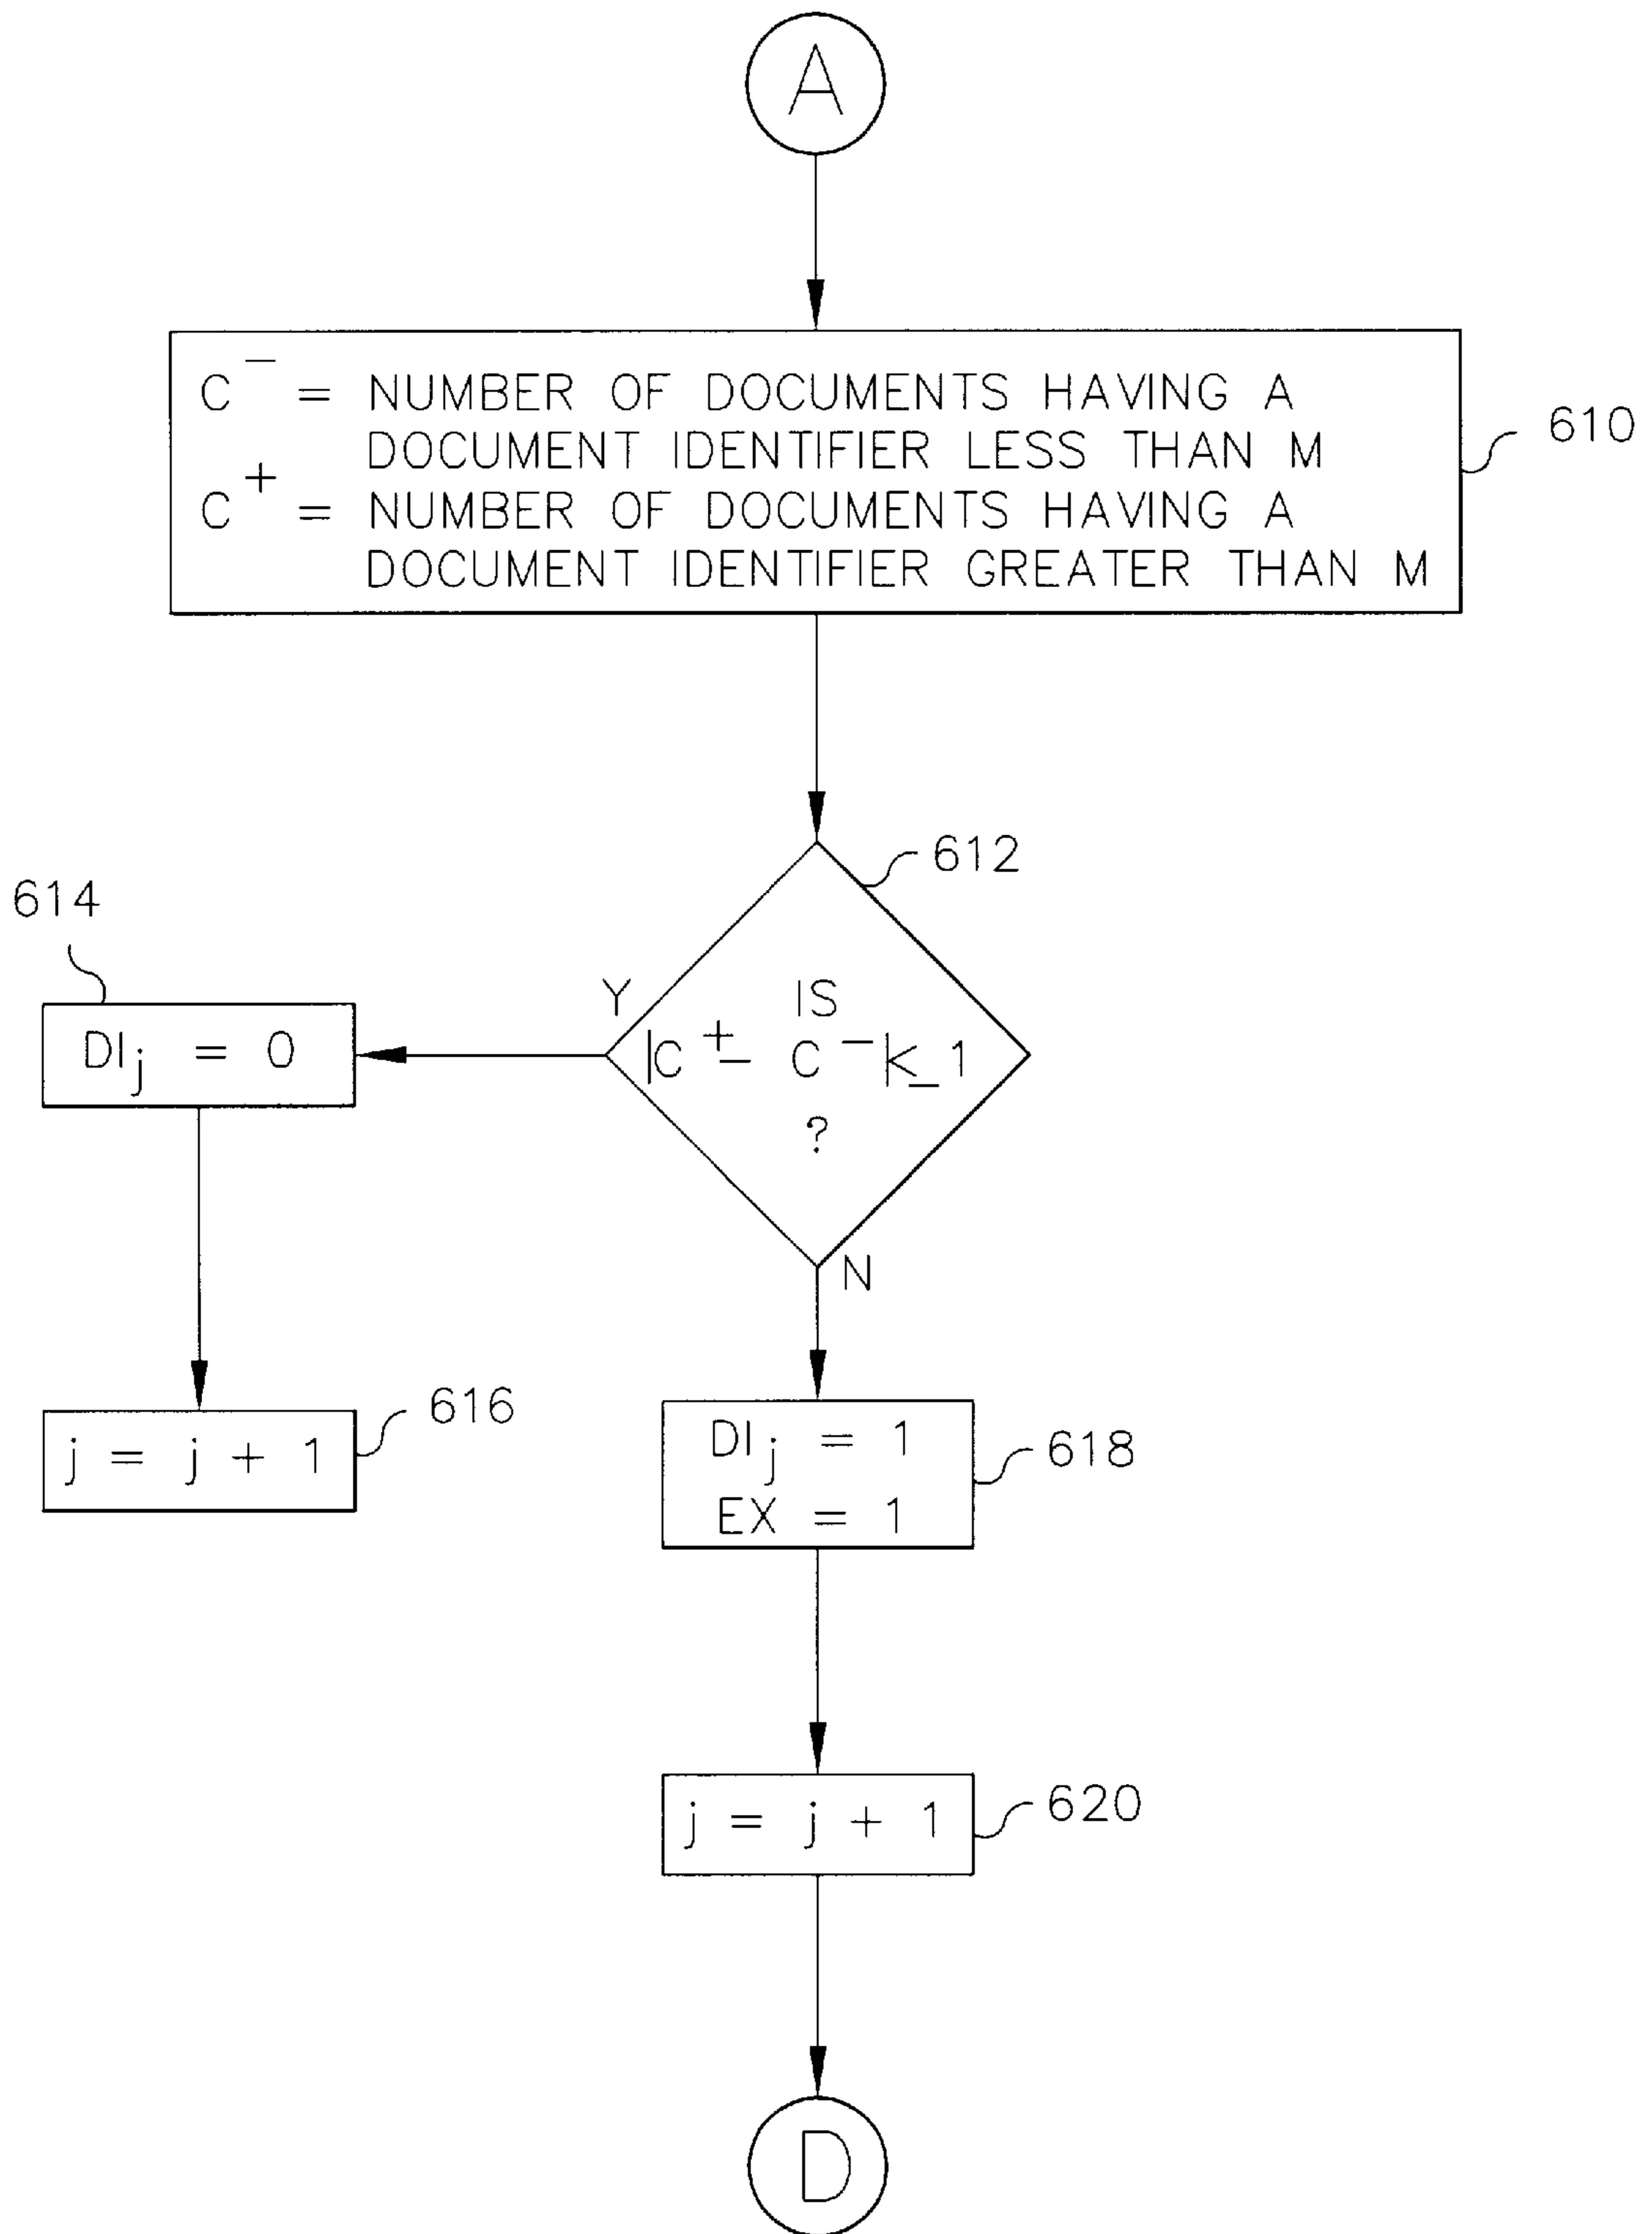 A
C⁻ = NUMBER OF DOCUMENTS HAVING A
DOCUMENT IDENTIFIER LESS THAN M
C⁺ = NUMBER OF DOCUMENTS HAVING A
DOCUMENT IDENTIFIER GREATER THAN M
610
612
IS
|C⁺ - C⁻|≤1
?
Y
N
614
DIj = 0
j = j + 1
616
DIj = 1
EX = 1
618
j = j + 1
620
D